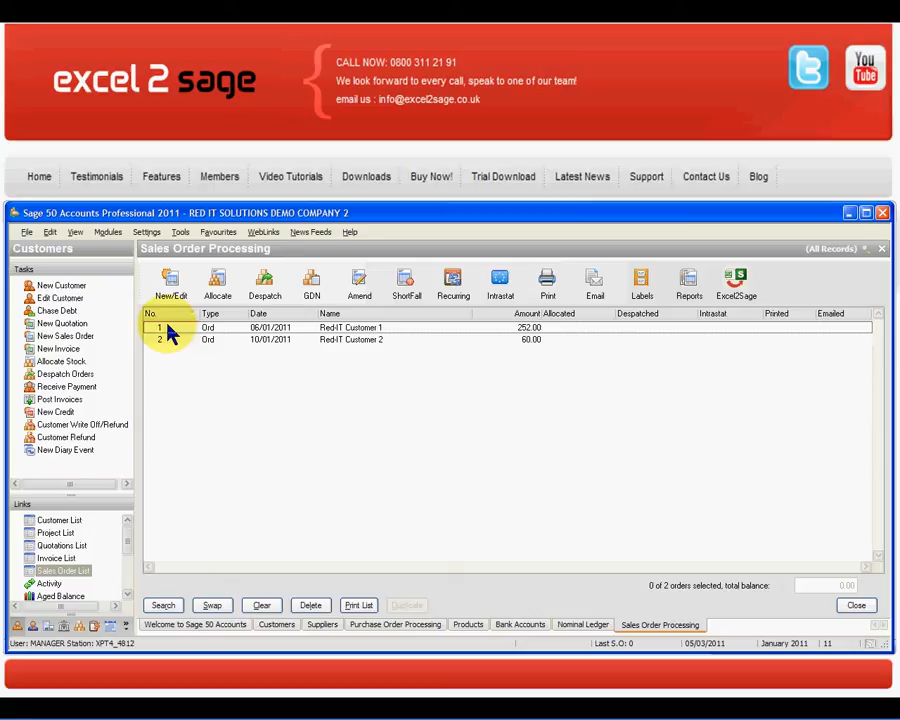 excel 2 sage
CALL NOW: 0800 311 21 91
We look forward to every call, speak to one of our team!
email us : info@excel2sage.co.uk
You
Tube
Home Testimonials Features Members Video Tutorials Downloads Buy Now! Trial Download Latest News Support Contact Us Blog
Sage 50 Accounts Professional 2011 - RED IT SOLUTIONS DEMO COMPANY 2
File Edit View Modules Settings Tools Favourites WebLinks News Feeds Help
Customers
Sales Order Processing (All Records)
Tasks
New Customer
Edit Customer
Chase Debt
New Quotation
New Sales Order
New Invoice
Allocate Stock
Despatch Orders
Receive Payment
Post Invoices
New Credit
Customer Write Off/Refund
Customer Refund
New Diary Event
Links
Customer List
Project List
Quotations List
Invoice List
Sales Order List
Activity
Aged Balance
New/Edit Allocate Despatch GDN Amend ShortFall Recurring Intrastat Print Email Labels Reports Excel2Sage
No. Type Date Name Amount Allocated Despatched Intrastat Printed Emailed
1 Ord 06/01/2011 Red-IT Customer 1 252.00
2 Ord 10/01/2011 Red-IT Customer 2 60.00
0 of 2 orders selected, total balance: 0.00
Search Swap Clear Delete Print List Duplicate Close
Welcome to Sage 50 Accounts Customers Suppliers Purchase Order Processing Products Bank Accounts Nominal Ledger Sales Order Processing
User: MANAGER Station: XPT4_4812 Last S.O: 0 05/03/2011 January 2011 11